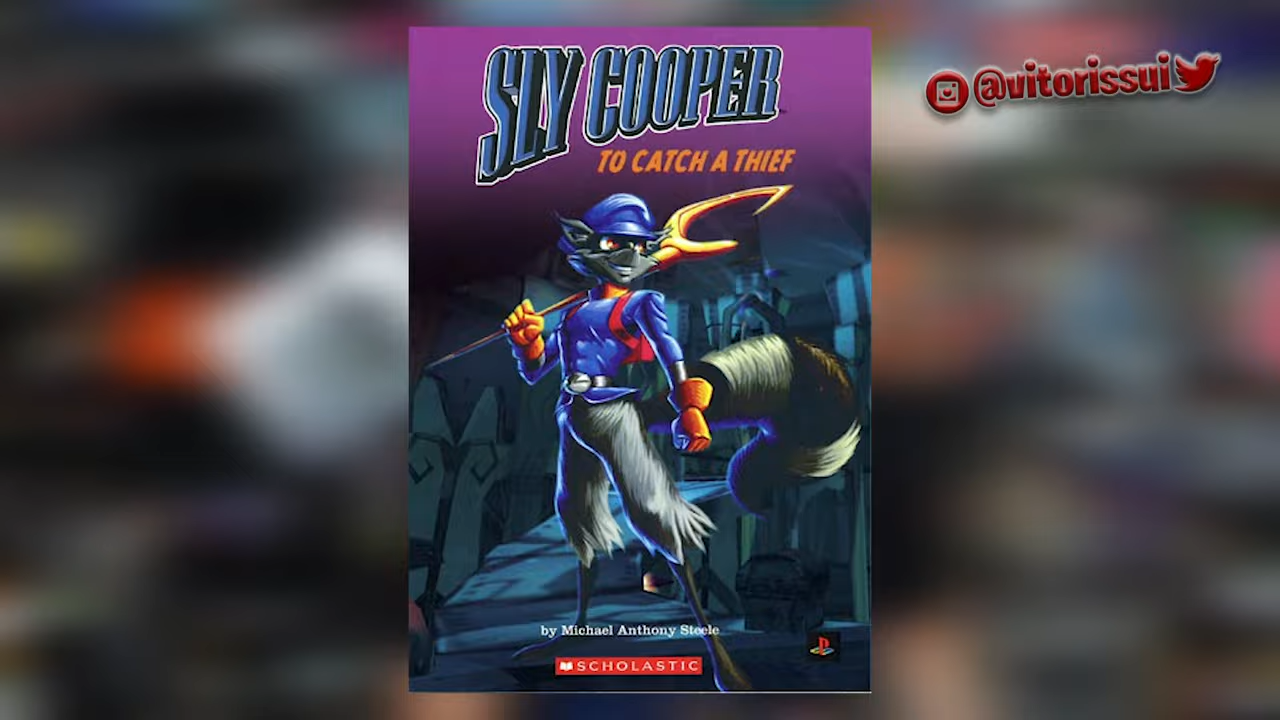 SLY COOPER
TO CATCH A THIEF
@vitorissui
by Michael Anthony Steele
SCHOLASTIC